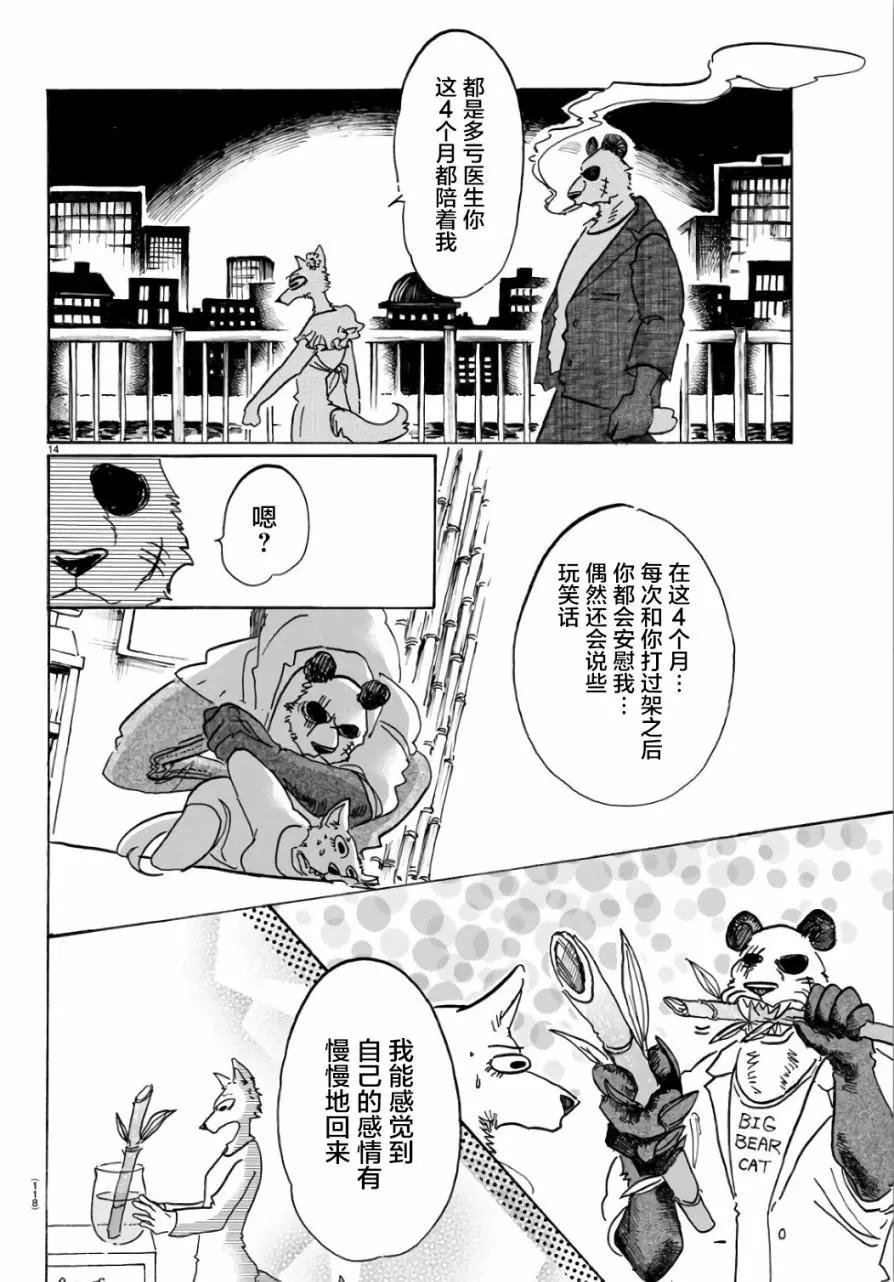 都是多亏医生你
这4个月都陪着我
14
嗯?
在这4个月…
每次和你打过架之后
你都会安慰我…
偶然还会说些
玩笑话
BIG
BEAR
CAT
我能感觉到
自己的感情有
慢慢地回来
(118)